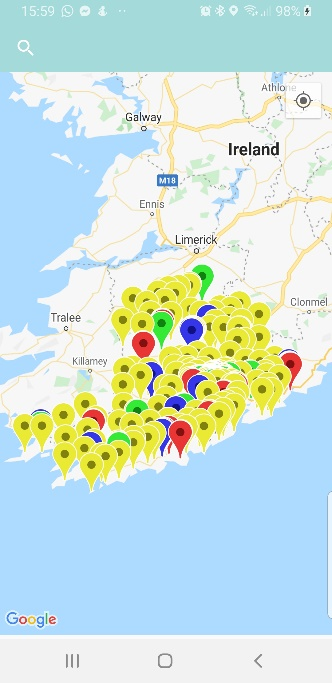 15:59 98%
Athlone
Galway
Ireland
M18
Ennis
Limerick
Clonmel
Tralee
Killarney
Google